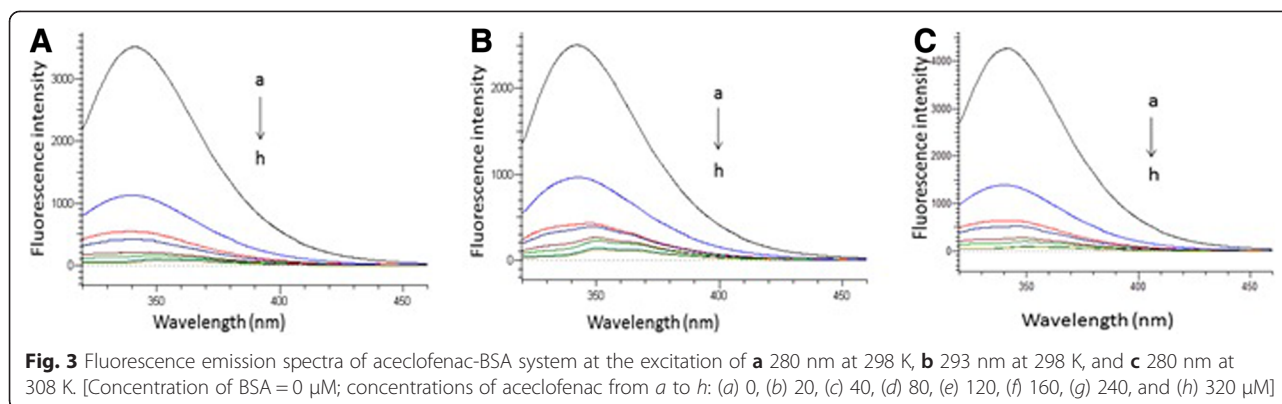 A
B
C
Fluorescence intensity
3000
2000
1000
0
350
400
450
Wavelength (nm)
a
h
Fluorescence intensity
2000
1000
0
350
400
450
Wavelength (nm)
a
h
Fluorescence intensity
4000
3000
2000
1000
0
350
400
450
Wavelength (nm)
a
h
Fig. 3 Fluorescence emission spectra of aceclofenac-BSA system at the excitation of a 280 nm at 298 K, b 293 nm at 298 K, and c 280 nm at
308 K. [Concentration of BSA = 0 μM; concentrations of aceclofenac from a to h: (a) 0, (b) 20, (c) 40, (d) 80, (e) 120, (f) 160, (g) 240, and (h) 320 μM]